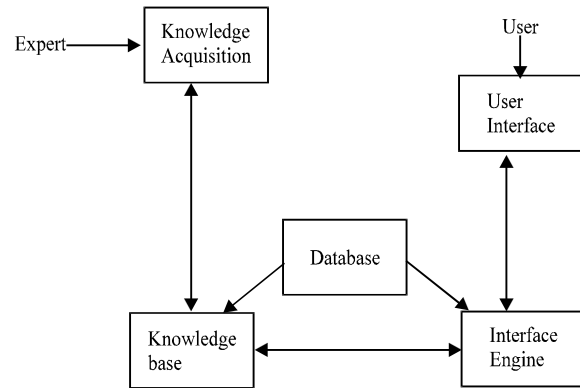 Expert
Knowledge
Acquisition
User
User
Interface
Database
Knowledge
base
Interface
Engine